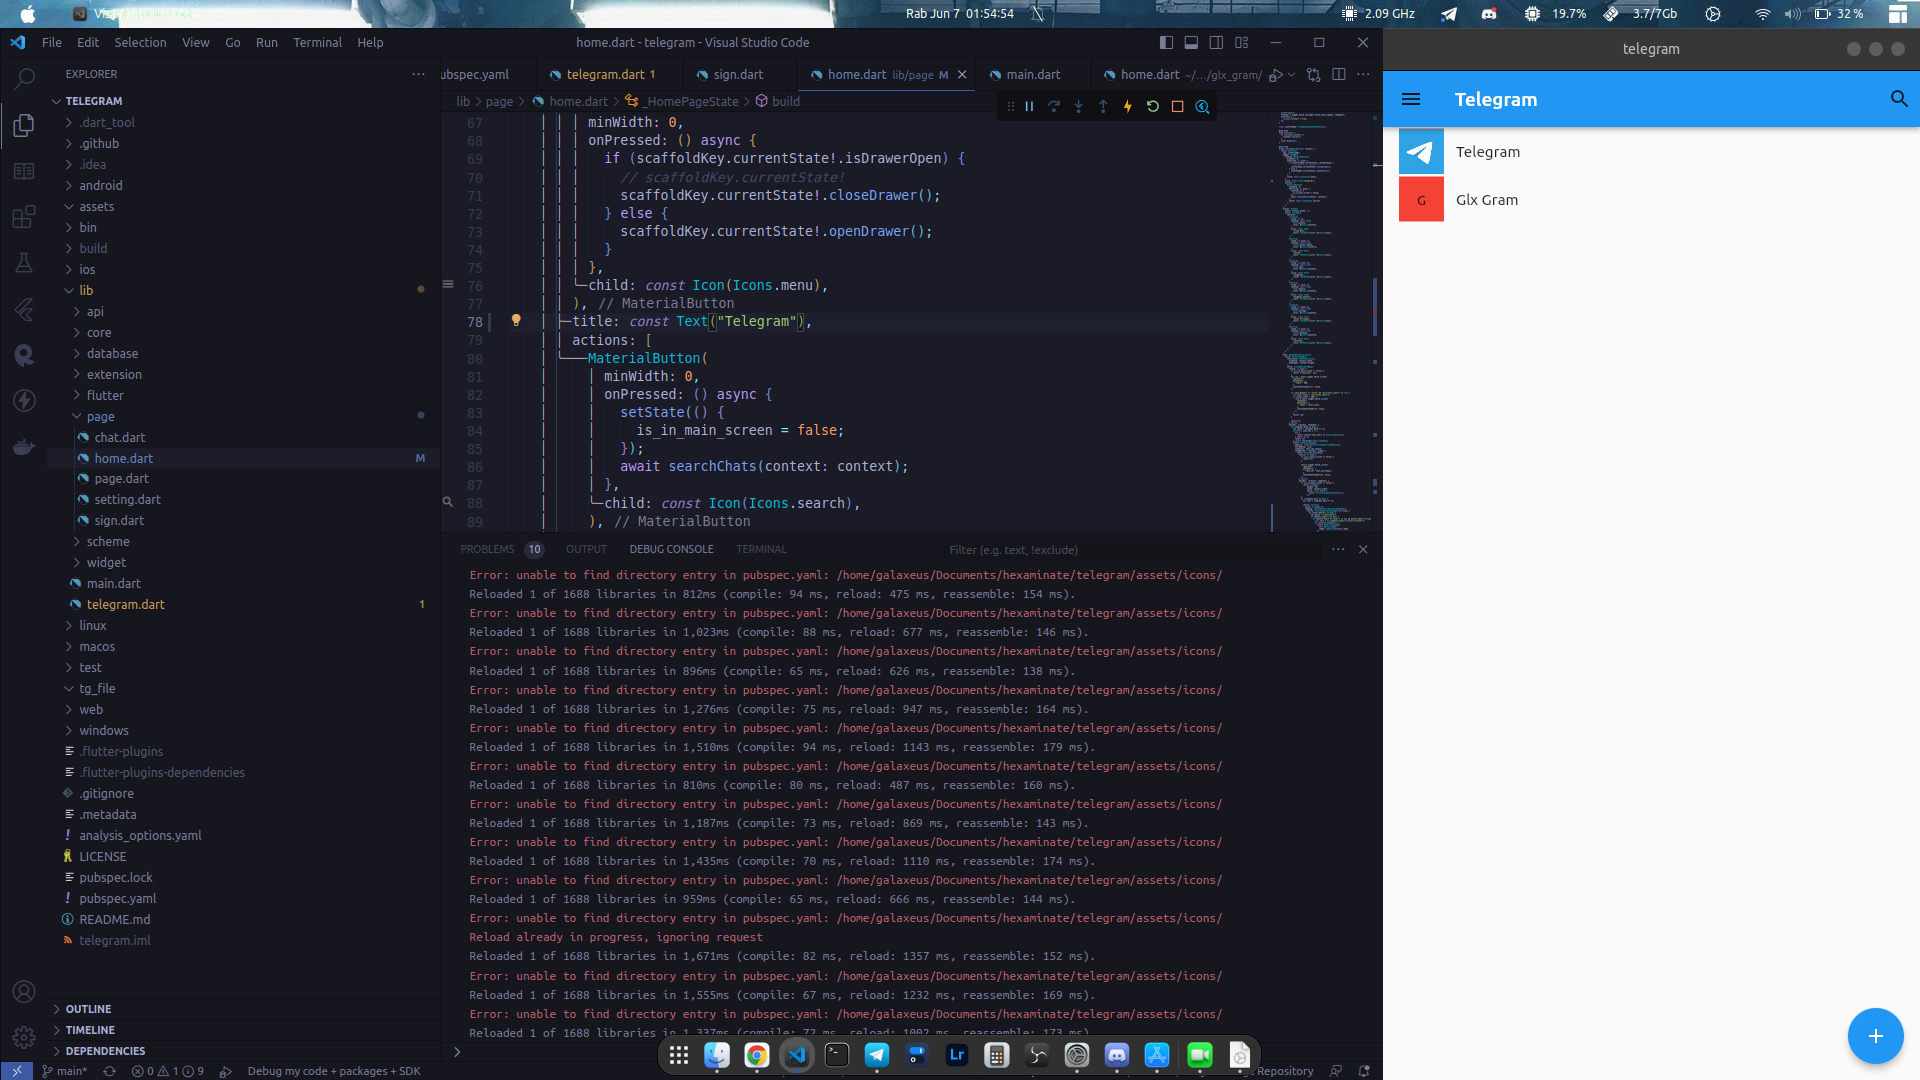 Rab Jun 7  01:54:54
2.09 GHz
19.7%
3.7/7Gb
32 %
File Edit Selection View Go Run Terminal Help
home.dart - telegram - Visual Studio Code
telegram
EXPLORER
TELEGRAM
.dart_tool
.github
.idea
android
assets
bin
build
ios
lib
api
core
database
extension
flutter
page
chat.dart
home.dart M
page.dart
setting.dart
sign.dart
scheme
widget
main.dart
telegram.dart 1
linux
macos
test
tg_file
web
windows
.flutter-plugins
.flutter-plugins-dependencies
.gitignore
.metadata
analysis_options.yaml
LICENSE
pubspec.lock
pubspec.yaml
README.md
telegram.iml
OUTLINE
TIMELINE
DEPENDENCIES
ubspec.yaml telegram.dart 1 sign.dart home.dart lib/page M main.dart home.dart ~/.../glx_gram/
lib > page > home.dart > _HomePageState > build
67 minWidth: 0,
68 onPressed: () async {
69 if (scaffoldKey.currentState!.isDrawerOpen) {
70 // scaffoldKey.currentState!
71 scaffoldKey.currentState!.closeDrawer();
72 } else {
73 scaffoldKey.currentState!.openDrawer();
74 }
75 },
76 child: const Icon(Icons.menu),
77 ), // MaterialButton
78 title: const Text("Telegram"),
79 actions: [
80 MaterialButton(
81 minWidth: 0,
82 onPressed: () async {
83 setState(() {
84 is_in_main_screen = false;
85 });
86 await searchChats(context: context);
87 },
88 child: const Icon(Icons.search),
89 ), // MaterialButton
PROBLEMS 10 OUTPUT DEBUG CONSOLE TERMINAL Filter (e.g. text, !exclude)
Error: unable to find directory entry in pubspec.yaml: /home/galaxeus/Documents/hexaminate/telegram/assets/icons/
Reloaded 1 of 1688 libraries in 812ms (compile: 94 ms, reload: 475 ms, reassemble: 154 ms).
Error: unable to find directory entry in pubspec.yaml: /home/galaxeus/Documents/hexaminate/telegram/assets/icons/
Reloaded 1 of 1688 libraries in 1,023ms (compile: 88 ms, reload: 677 ms, reassemble: 146 ms).
Error: unable to find directory entry in pubspec.yaml: /home/galaxeus/Documents/hexaminate/telegram/assets/icons/
Reloaded 1 of 1688 libraries in 896ms (compile: 65 ms, reload: 626 ms, reassemble: 138 ms).
Error: unable to find directory entry in pubspec.yaml: /home/galaxeus/Documents/hexaminate/telegram/assets/icons/
Reloaded 1 of 1688 libraries in 1,276ms (compile: 75 ms, reload: 947 ms, reassemble: 164 ms).
Error: unable to find directory entry in pubspec.yaml: /home/galaxeus/Documents/hexaminate/telegram/assets/icons/
Reloaded 1 of 1688 libraries in 1,510ms (compile: 94 ms, reload: 1143 ms, reassemble: 179 ms).
Error: unable to find directory entry in pubspec.yaml: /home/galaxeus/Documents/hexaminate/telegram/assets/icons/
Reloaded 1 of 1688 libraries in 810ms (compile: 80 ms, reload: 487 ms, reassemble: 160 ms).
Error: unable to find directory entry in pubspec.yaml: /home/galaxeus/Documents/hexaminate/telegram/assets/icons/
Reloaded 1 of 1688 libraries in 1,187ms (compile: 73 ms, reload: 869 ms, reassemble: 143 ms).
Error: unable to find directory entry in pubspec.yaml: /home/galaxeus/Documents/hexaminate/telegram/assets/icons/
Reloaded 1 of 1688 libraries in 1,435ms (compile: 70 ms, reload: 1110 ms, reassemble: 174 ms).
Error: unable to find directory entry in pubspec.yaml: /home/galaxeus/Documents/hexaminate/telegram/assets/icons/
Reloaded 1 of 1688 libraries in 959ms (compile: 65 ms, reload: 666 ms, reassemble: 144 ms).
Error: unable to find directory entry in pubspec.yaml: /home/galaxeus/Documents/hexaminate/telegram/assets/icons/
Reload already in progress, ignoring request
Reloaded 1 of 1688 libraries in 1,671ms (compile: 82 ms, reload: 1357 ms, reassemble: 152 ms).
Error: unable to find directory entry in pubspec.yaml: /home/galaxeus/Documents/hexaminate/telegram/assets/icons/
Reloaded 1 of 1688 libraries in 1,555ms (compile: 67 ms, reload: 1232 ms, reassemble: 169 ms).
Error: unable to find directory entry in pubspec.yaml: /home/galaxeus/Documents/hexaminate/telegram/assets/icons/
Reloaded 1 of 1688 libraries in 1,337ms (compile: 72 ms, reload: 1002 ms, reassemble: 173 ms).
main* 0 1 9 Debug my code + packages + SDK
Repository
Lr
Telegram
Telegram
G Glx Gram